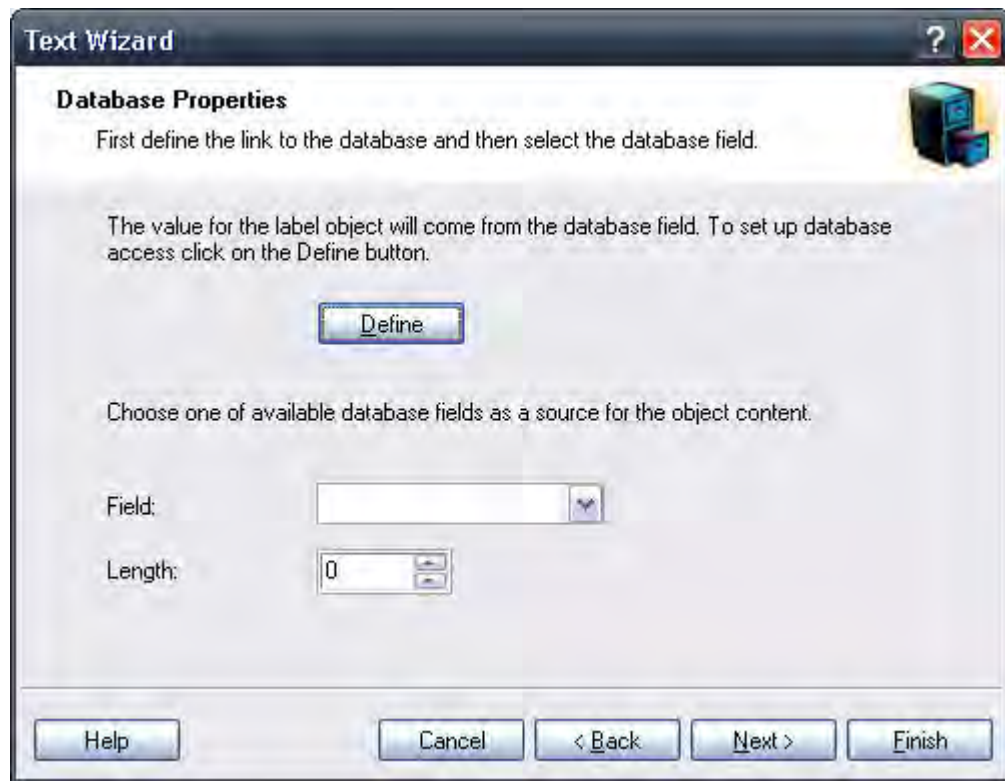 Text Wizard
?
Database Properties
First define the link to the database and then select the database field.
The value for the label object will come from the database field. To set up database
access click on the Define button.
Define
Choose one of available database fields as a source for the object content.
Field:
Length: 0
Help Cancel < Back Next > Finish